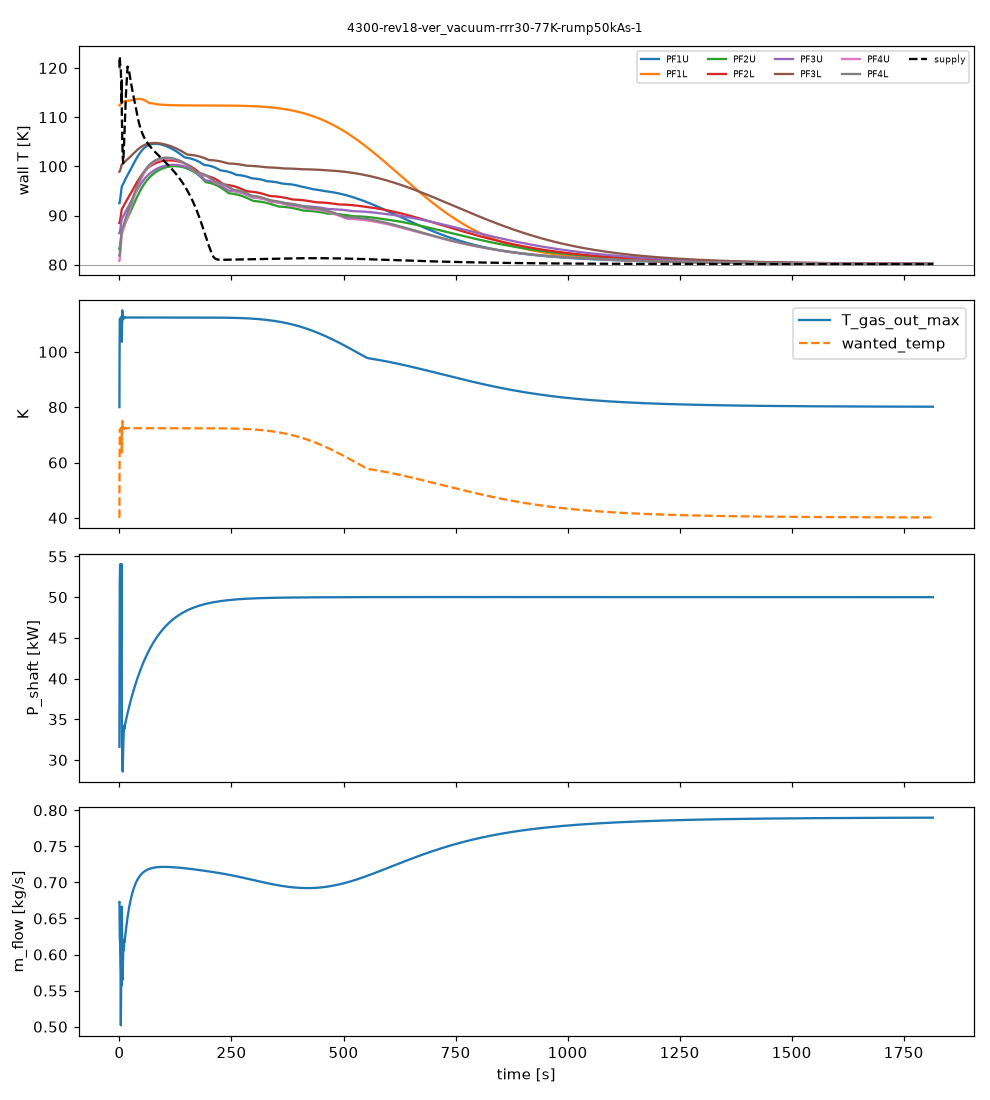 4300-rev18-ver_vacuum-rrr30-77K-rump50kAs-1
120
110
100
90
80
wall T [K]
PF1U PF2U PF3U PF4U supply
PF1L PF2L PF3L PF4L
100
80
60
40
K
T_gas_out_max
wanted_temp
55
50
45
40
35
30
P_shaft [kW]
0.80
0.75
0.70
0.65
0.60
0.55
0.50
m_flow [kg/s]
0 250 500 750 1000 1250 1500 1750
time [s]